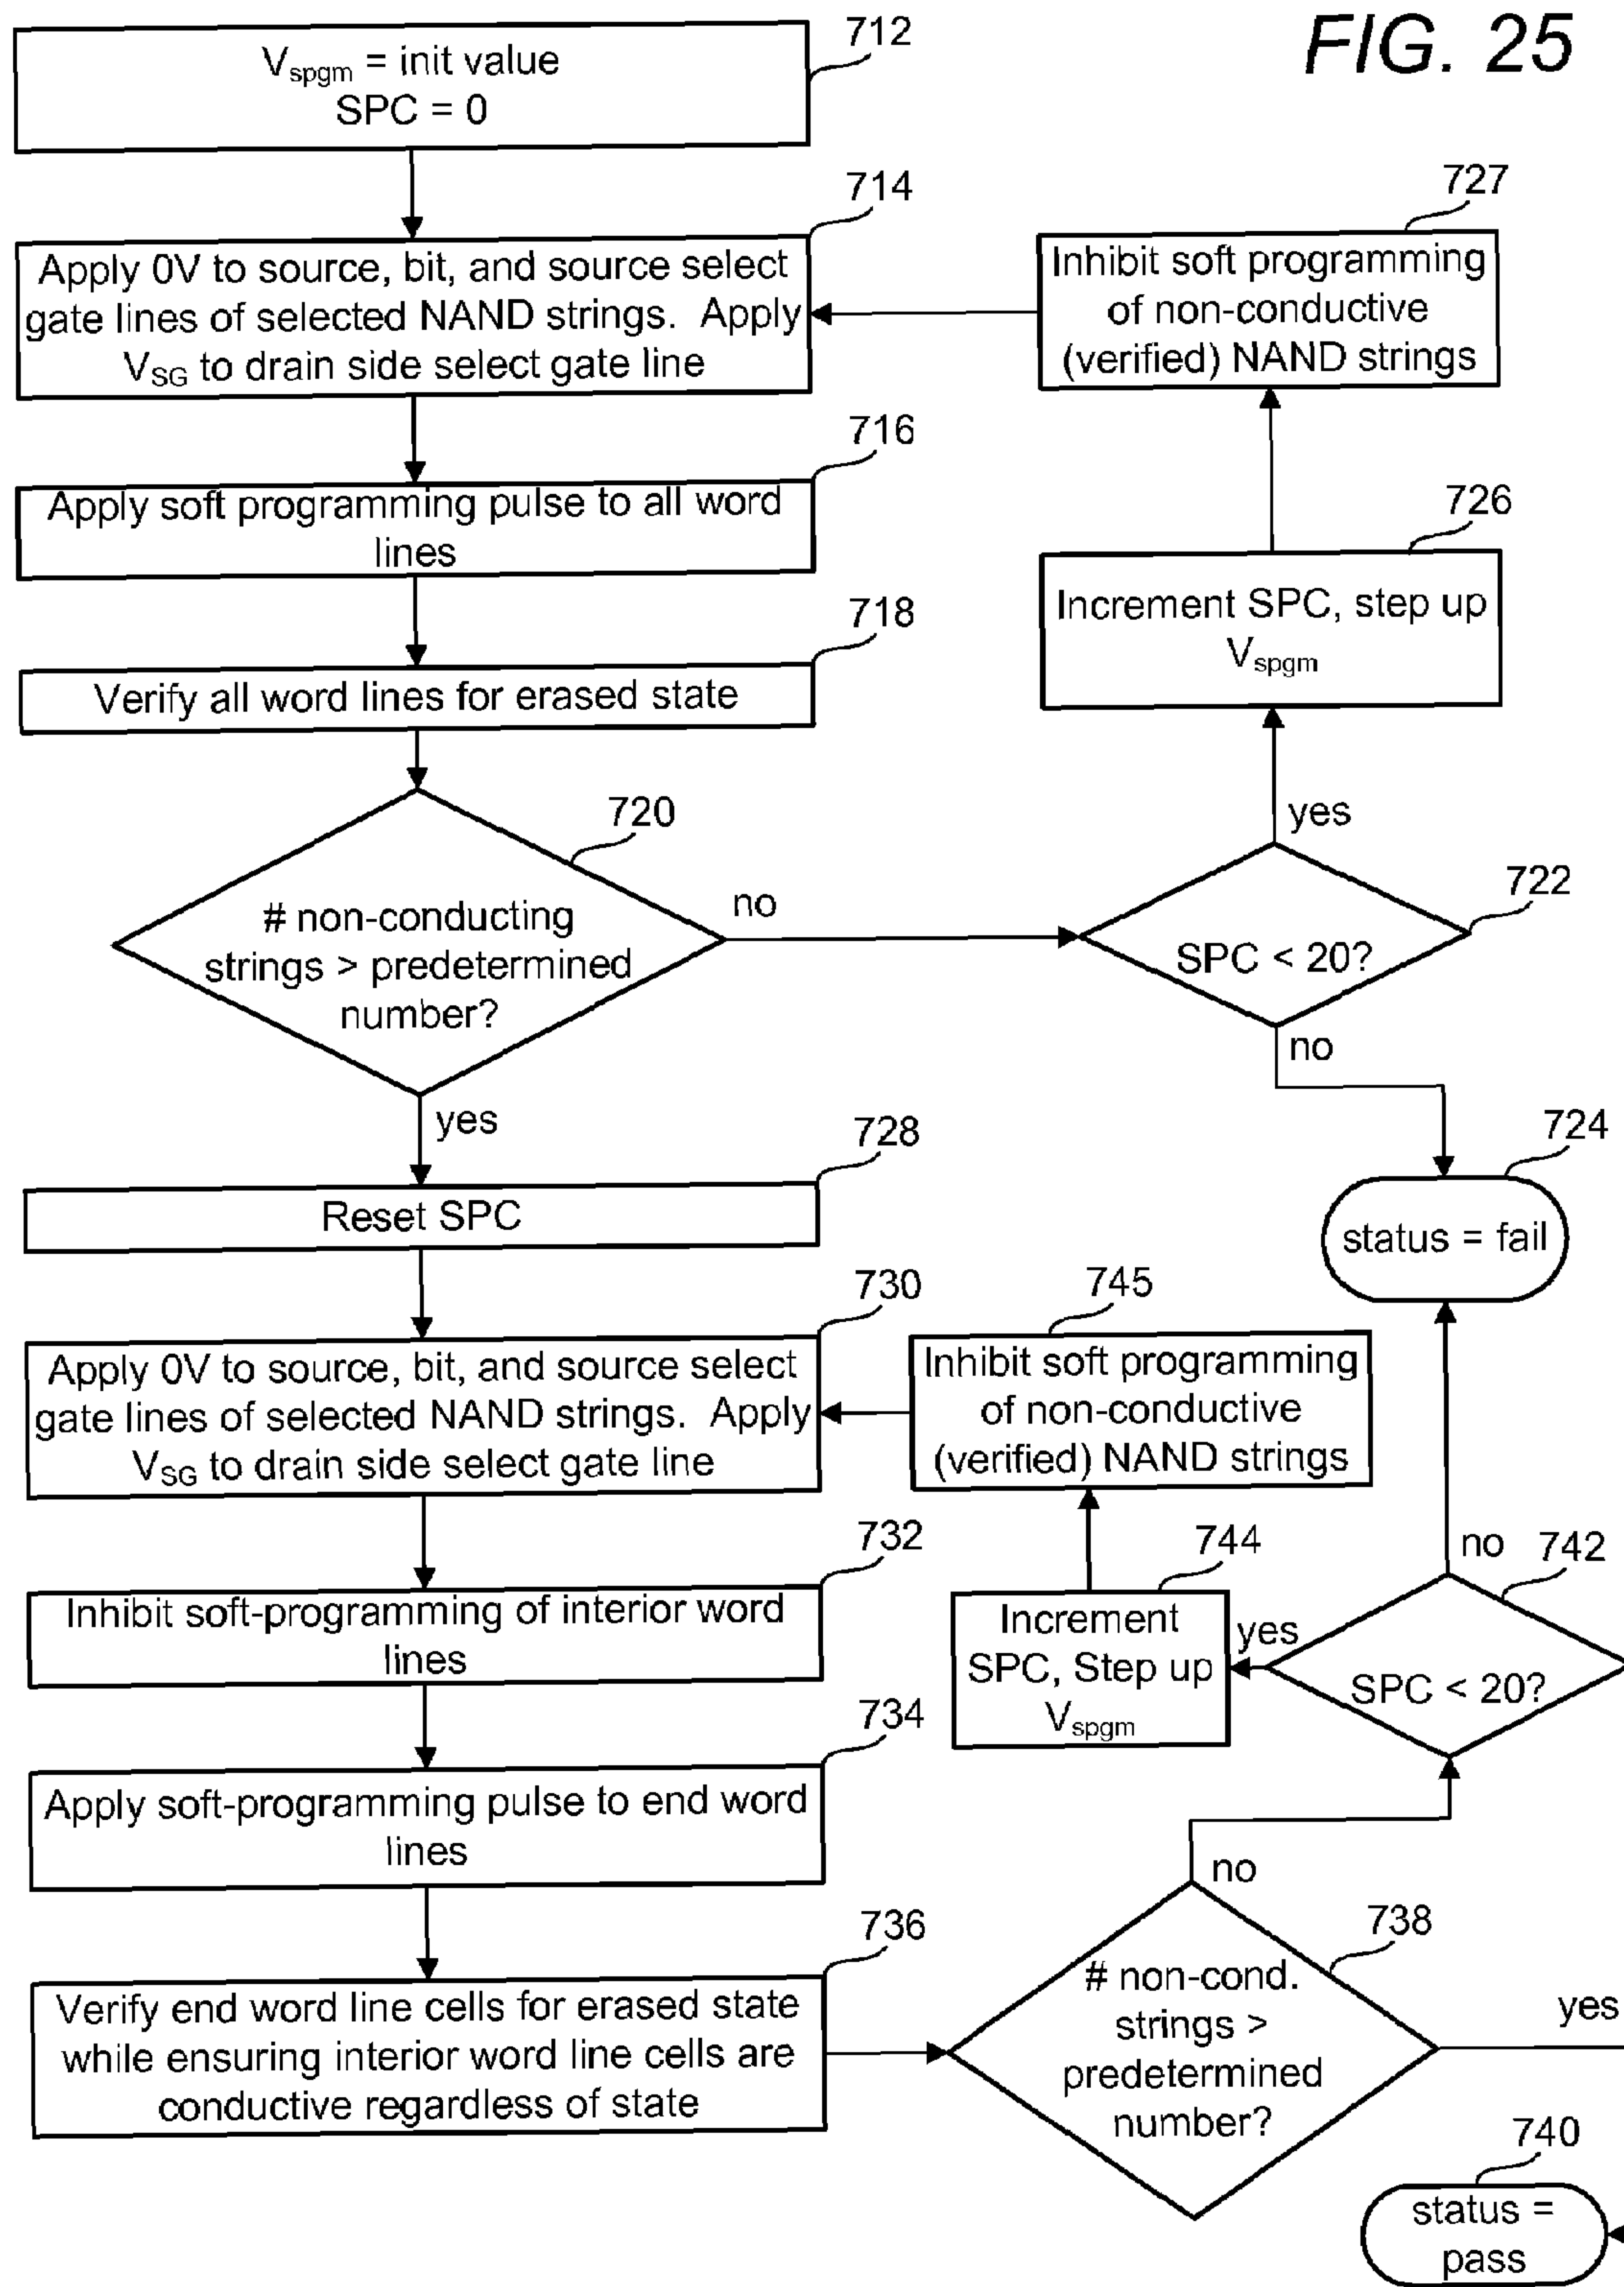 FIG. 25
712
V_spgm = init value
SPC = 0
714
Apply 0V to source, bit, and source select
gate lines of selected NAND strings. Apply
V_SG to drain side select gate line
727
Inhibit soft programming
of non-conductive
(verified) NAND strings
716
Apply soft programming pulse to all word
lines
726
Increment SPC, step up
V_spgm
718
Verify all word lines for erased state
yes
720
# non-conducting
strings > predetermined
number?
no
722
SPC < 20?
no
yes
724
status = fail
728
Reset SPC
730
Apply 0V to source, bit, and source select
gate lines of selected NAND strings. Apply
V_SG to drain side select gate line
745
Inhibit soft programming
of non-conductive
(verified) NAND strings
732
Inhibit soft-programming of interior word
lines
744
Increment
SPC, Step up
V_spgm
yes
no
742
SPC < 20?
734
Apply soft-programming pulse to end word
lines
no
736
Verify end word line cells for erased state
while ensuring interior word line cells are
conductive regardless of state
738
# non-cond.
strings >
predetermined
number?
yes
740
status =
pass